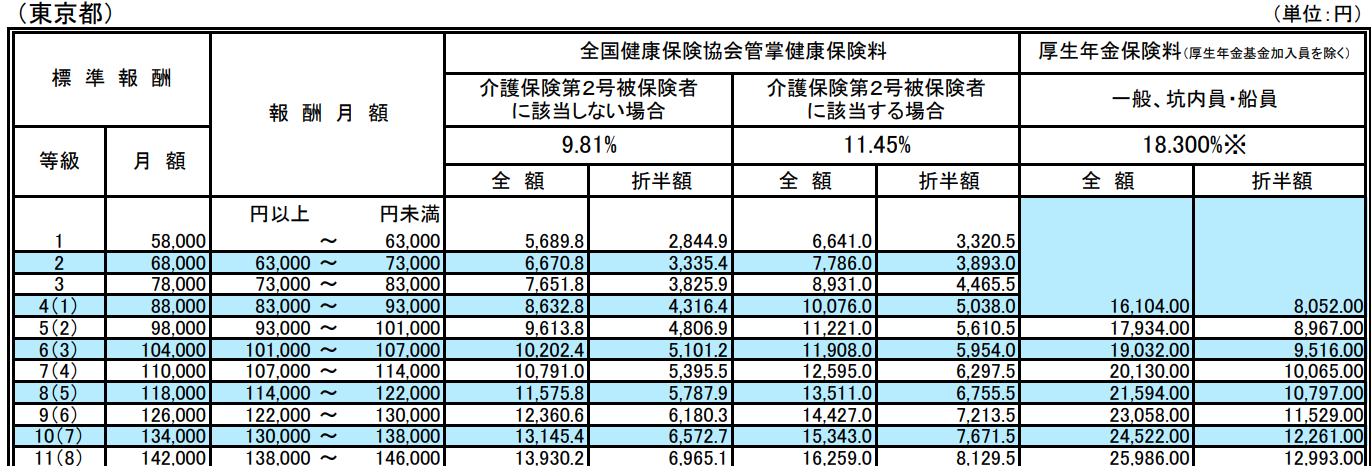 （東京都） （単位：円）
標準報酬 報酬月額 全国健康保険協会管掌健康保険料 厚生年金保険料（厚生年金基金加入員を除く）
介護保険第２号被保険者に該当しない場合 介護保険第２号被保険者に該当する場合 一般、坑内員・船員
等級 月額 9.81% 11.45% 18.300%※
全額 折半額 全額 折半額 全額 折半額
円以上 円未満
1 58,000 ～ 63,000 5,689.8 2,844.9 6,641.0 3,320.5
2 68,000 63,000 ～ 73,000 6,670.8 3,335.4 7,786.0 3,893.0
3 78,000 73,000 ～ 83,000 7,651.8 3,825.9 8,931.0 4,465.5
4(1) 88,000 83,000 ～ 93,000 8,632.8 4,316.4 10,076.0 5,038.0 16,104.00 8,052.00
5(2) 98,000 93,000 ～ 101,000 9,613.8 4,806.9 11,221.0 5,610.5 17,934.00 8,967.00
6(3) 104,000 101,000 ～ 107,000 10,202.4 5,101.2 11,908.0 5,954.0 19,032.00 9,516.00
7(4) 110,000 107,000 ～ 114,000 10,791.0 5,395.5 12,595.0 6,297.5 20,130.00 10,065.00
8(5) 118,000 114,000 ～ 122,000 11,575.8 5,787.9 13,511.0 6,755.5 21,594.00 10,797.00
9(6) 126,000 122,000 ～ 130,000 12,360.6 6,180.3 14,427.0 7,213.5 23,058.00 11,529.00
10(7) 134,000 130,000 ～ 138,000 13,145.4 6,572.7 15,343.0 7,671.5 24,522.00 12,261.00
11(8) 142,000 138,000 ～ 146,000 13,930.2 6,965.1 16,259.0 8,129.5 25,986.00 12,993.00